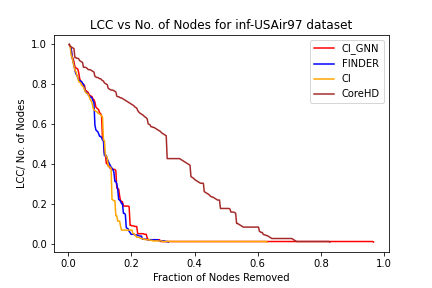 LCC vs No. of Nodes for inf-USAir97 dataset
CI_GNN
FINDER
CI
CoreHD
LCC/ No. of Nodes
1.0
0.8
0.6
0.4
0.2
0.0
0.0 0.2 0.4 0.6 0.8 1.0
Fraction of Nodes Removed